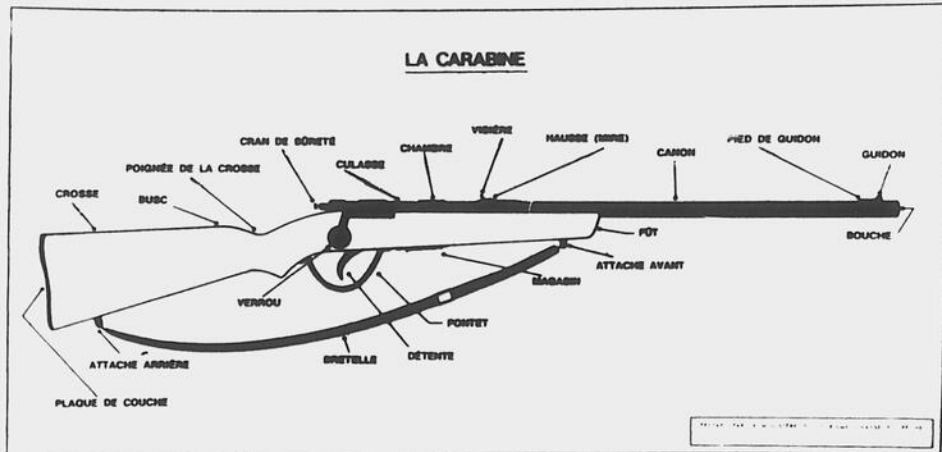 LA CARABINE
VISIÈRE
CRAN DE SÛRETÉ
CHAMBRE
HAUSSE (MIRE)
PIED DE GUIDON
CULASSE
CANON
GUIDON
POIGNÉE DE LA CROSSE
CROSSE
BUSC
FÛT
BOUCHE
ATTACHE AVANT
MAGASIN
VERROU
PONTET
ATTACHE ARRIÈRE
BRETELLE
DÉTENTE
PLAQUE DE COUCHE